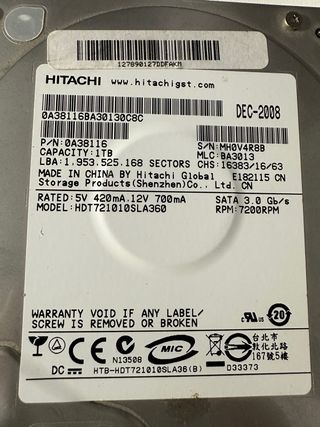 127890127DDFAKM
HITACHI www.hitachigst.com
DEC-2008
0A38116BA30130C8C
P/N:0A38116 S/N:MH0V4R8B
CAPACITY:1TB MLC:BA3013
LBA:1.953.525.168 SECTORS CHS:16383/16/63
MADE IN CHINA BY Hitachi Global E182115 CN
Storage Products(Shenzhen)Co.. Ltd. CN
RATED:5V 420mA.12V 700mA SATA 3.0 Gb/s
MODEL:HDT721010SLA360 RPM:7200RPM
WARRANTY VOID IF ANY LABEL/
SCREW IS REMOVED OR BROKEN
c UL us 20
台北市
敦化北路
167號5樓
CE N13508 MIC
DC HTB-HDT721010SLA36(B) D33373